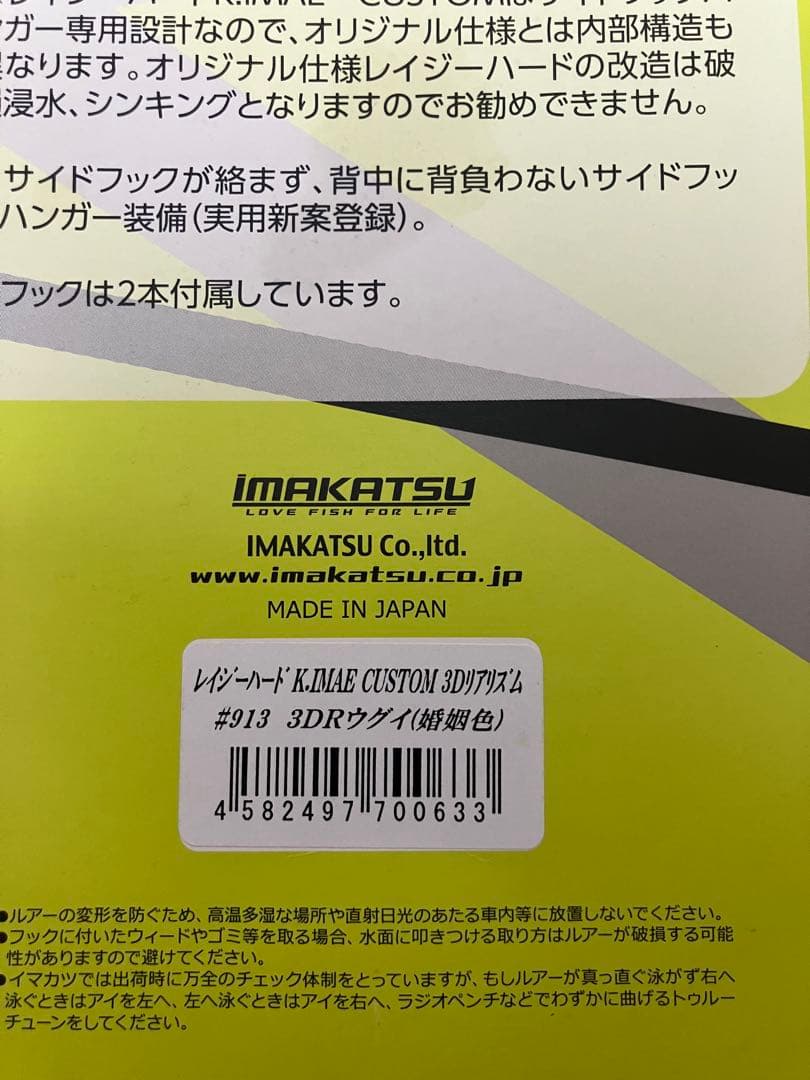 K.IMAE CUSTOMはサイドフックハ
ンガー専用設計なので、オリジナル仕様とは内部構造も
異なります。オリジナル仕様レイジーハードの改造は破
損浸水、シンキングとなりますのでお勧めできません。
サイドフックが絡まず、背中に背負わないサイドフッ
ハンガー装備(実用新案登録)。
フックは2本付属しています。
iMAKATSU
LOVE FISH FOR LIFE
IMAKATSU Co.,ltd.
www.imakatsu.co.jp
MADE IN JAPAN
レイジーハード K.IMAE CUSTOM 3Dリアリズム
#913 3DRウグイ(婚姻色)
4 582497 700633
●ルアーの変形を防ぐため、高温多湿な場所や直射日光のあたる車内等に放置しないでください。
●フックに付いたウィードやゴミ等を取る場合、水面に叩きつける取り方はルアーが破損する可能
性がありますので避けてください。
●イマカツでは出荷時に万全のチェック体制をとっていますが、もしルアーが真っ直ぐ泳がず右へ
泳ぐときはアイを左へ、左へ泳ぐときはアイを右へ、ラジオペンチなどでわずかに曲げるトゥルー
チューンをしてください。